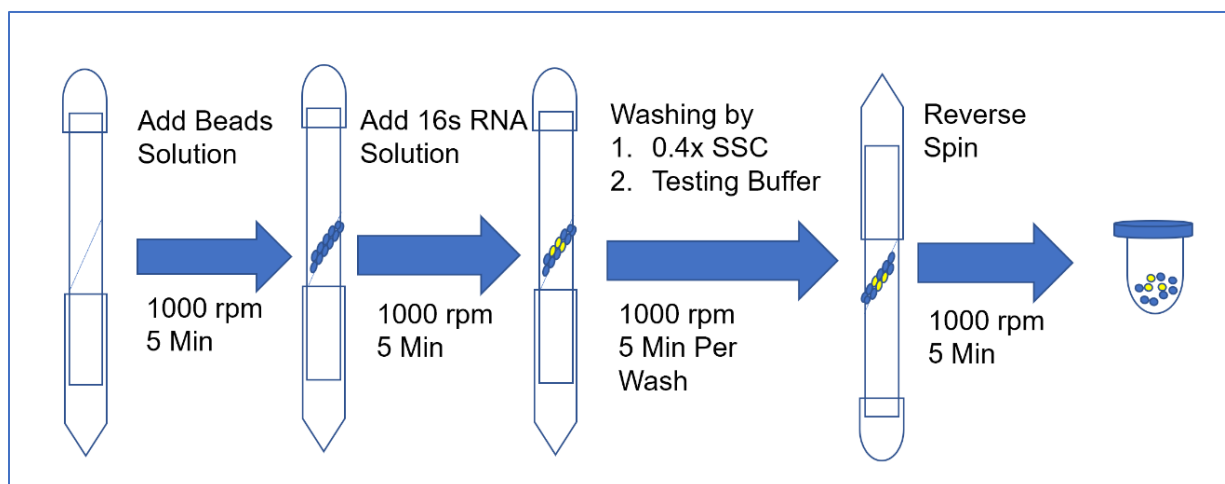 Add Beads
Solution
1000 rpm
5 Min
Add 16s RNA
Solution
1000 rpm
5 Min
Washing by
1. 0.4x SSC
2. Testing Buffer
1000 rpm
5 Min Per
Wash
Reverse
Spin
1000 rpm
5 Min